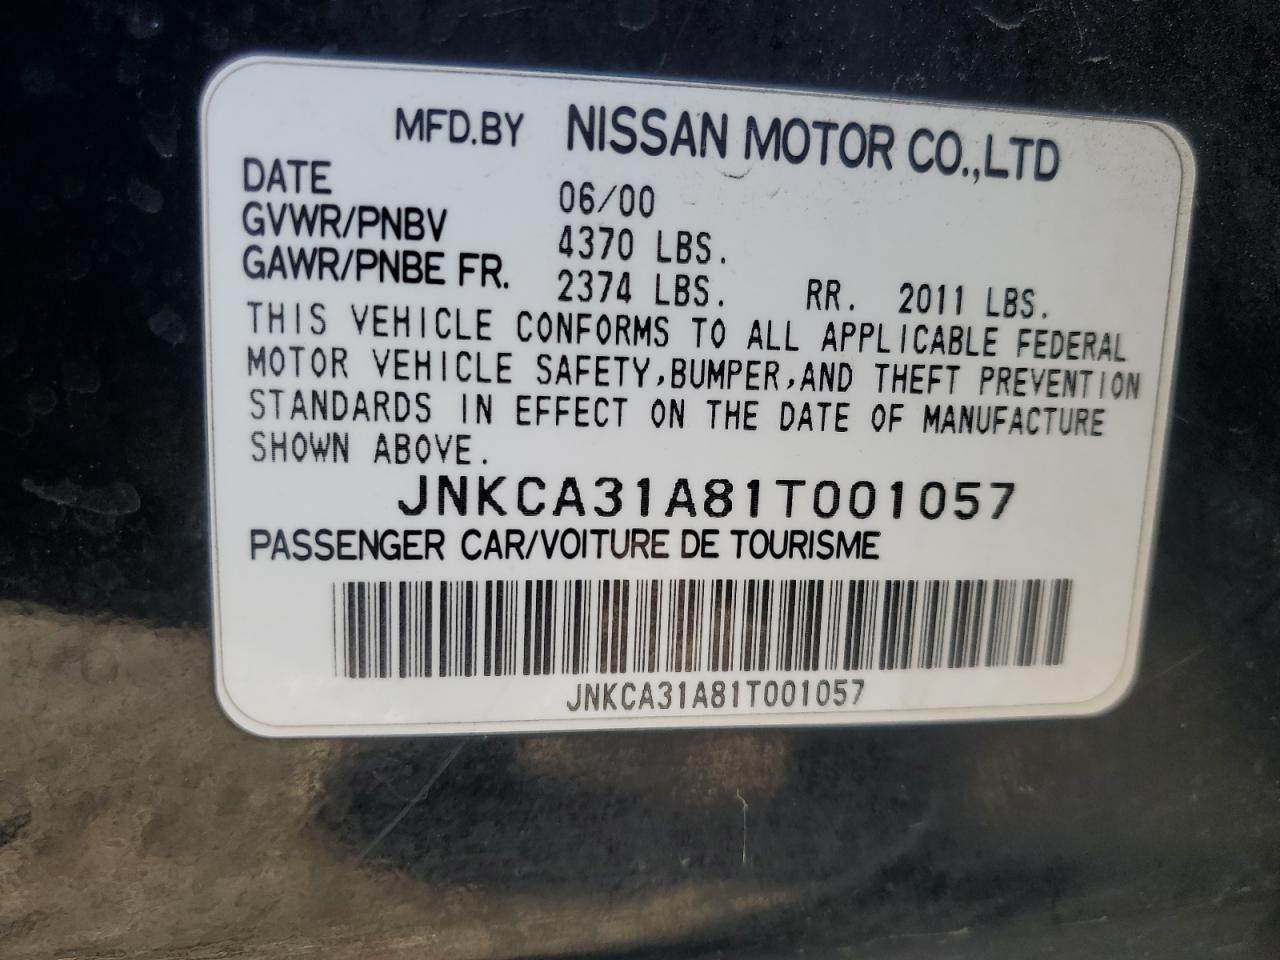 MFD.BY NISSAN MOTOR CO.,LTD
DATE 06/00
GVWR/PNBV 4370 LBS.
GAWR/PNBE FR. 2374 LBS. RR. 2011 LBS.
THIS VEHICLE CONFORMS TO ALL APPLICABLE FEDERAL
MOTOR VEHICLE SAFETY,BUMPER,AND THEFT PREVENTION
STANDARDS IN EFFECT ON THE DATE OF MANUFACTURE
SHOWN ABOVE.
JNKCA31A81T001057
PASSENGER CAR/VOITURE DE TOURISME
JNKCA31A81T001057